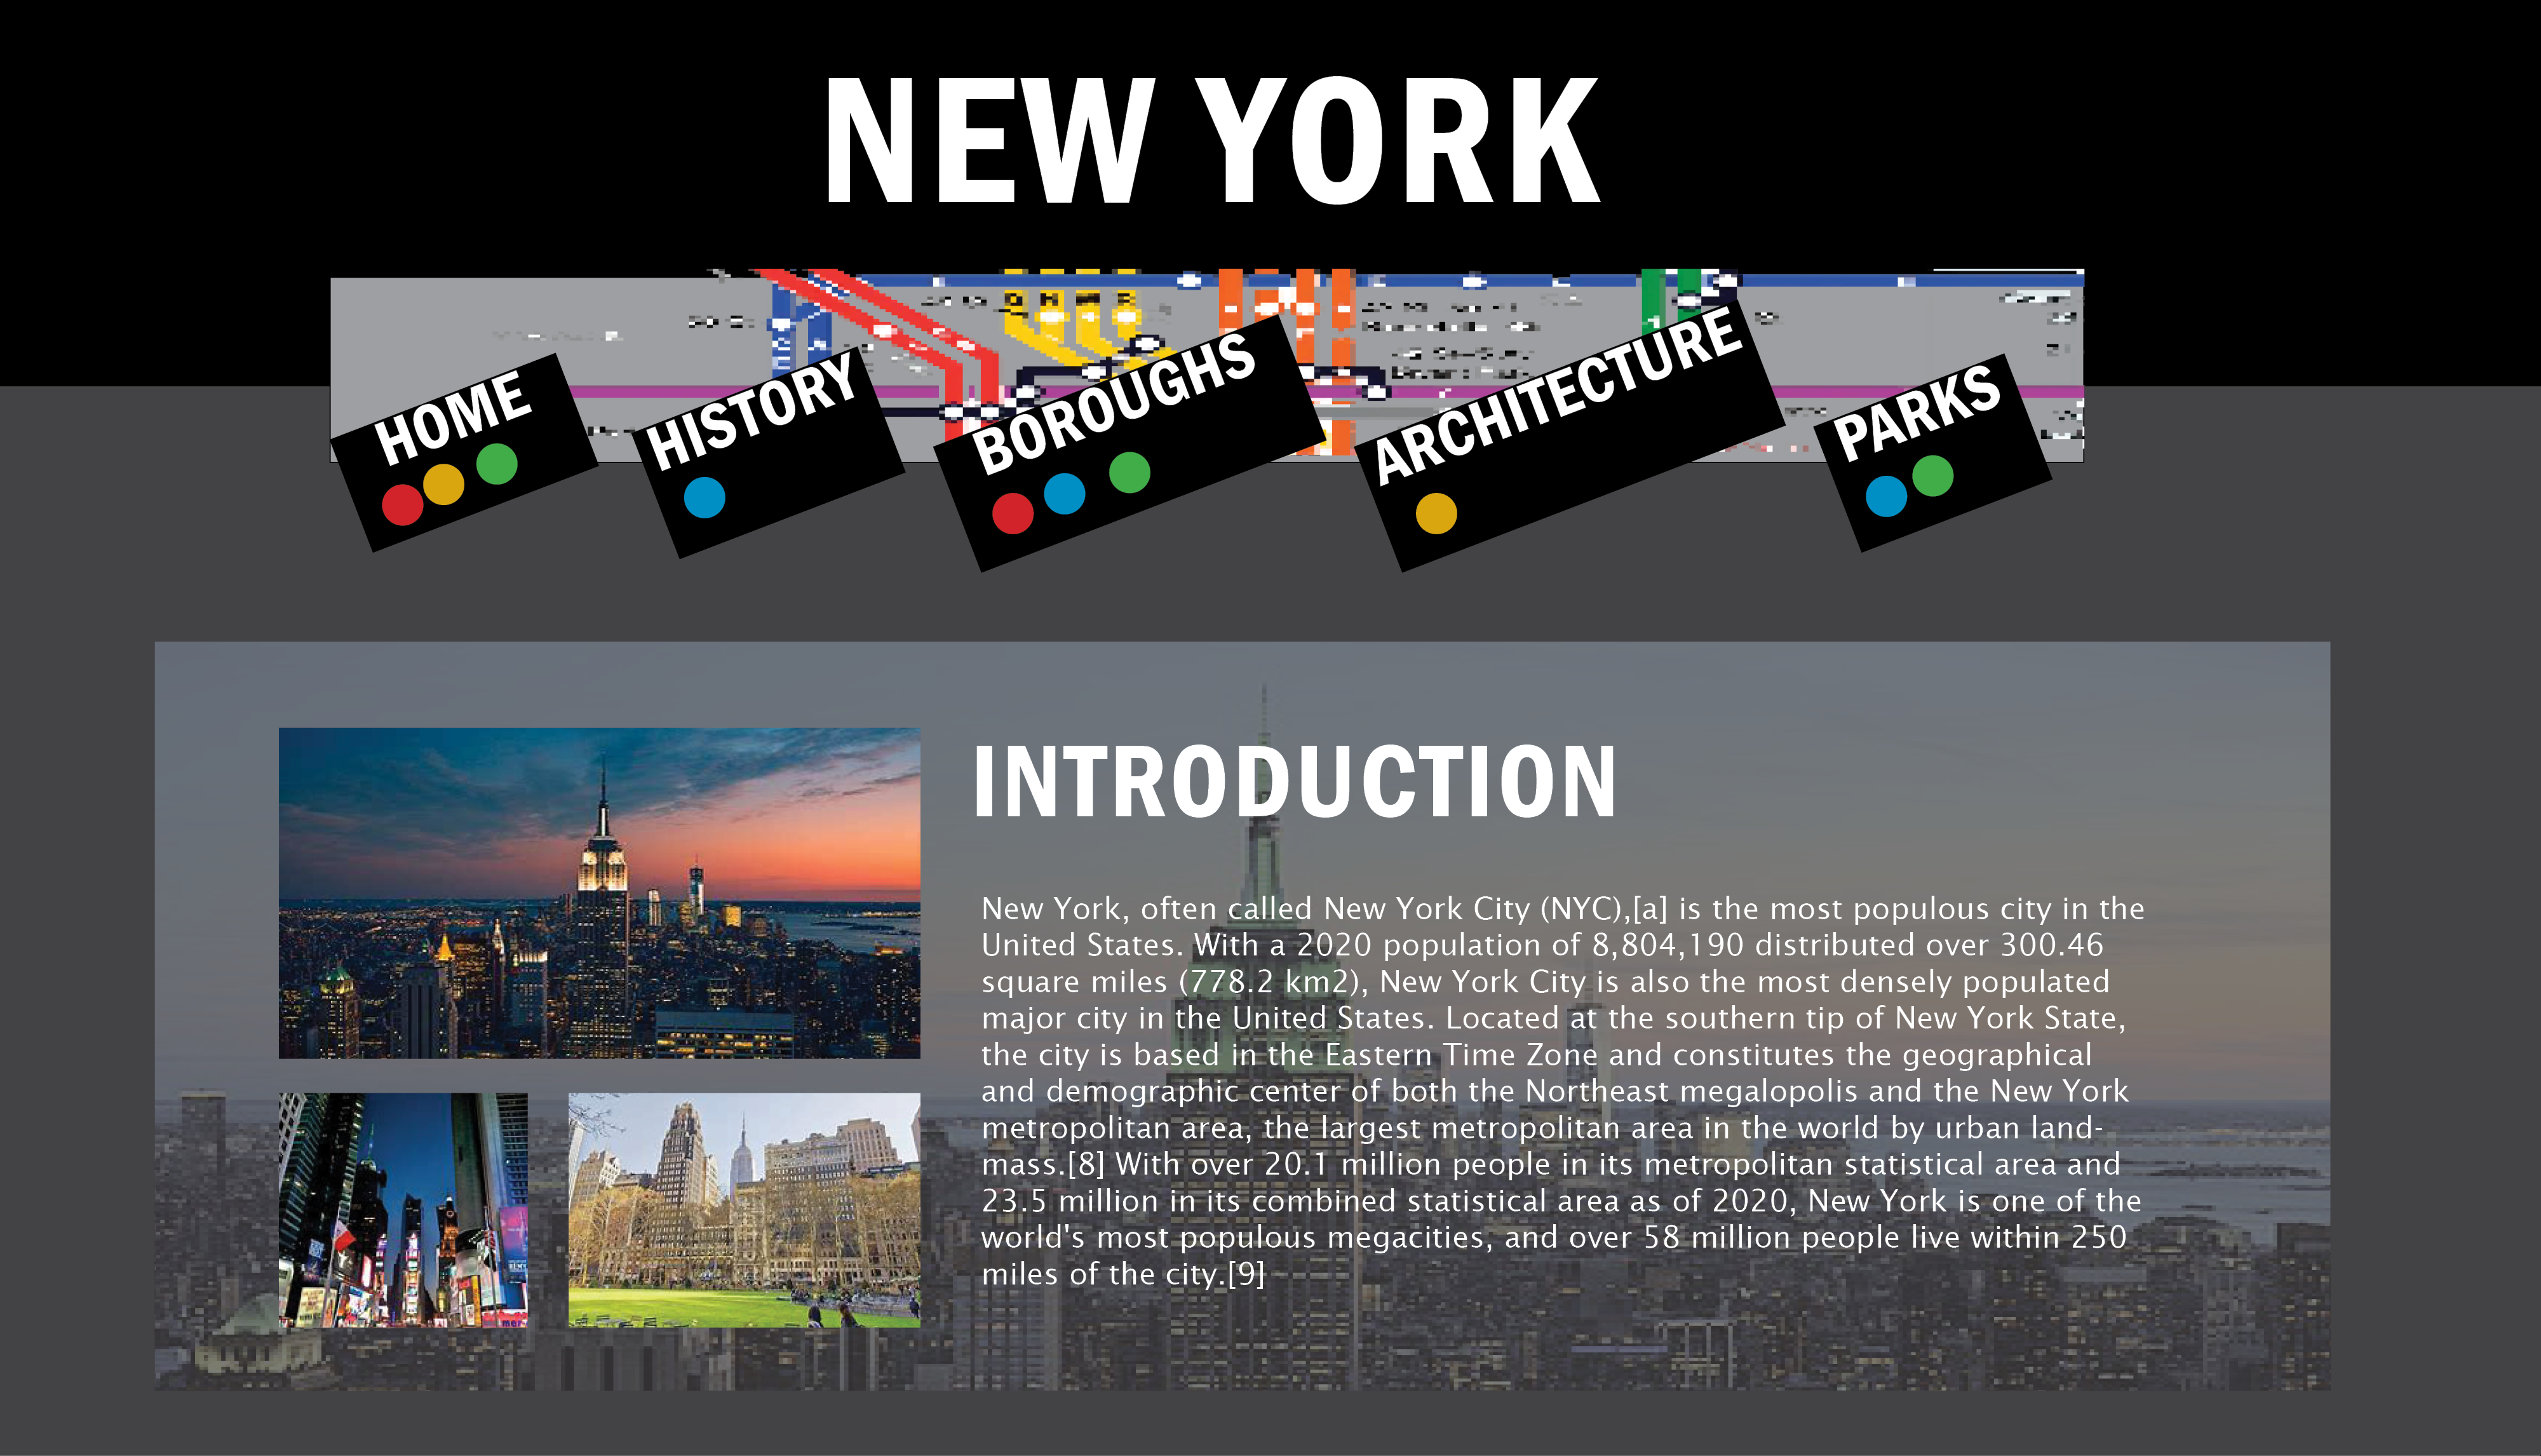 NEW YORK
HOME
HISTORY
BOROUGHS
ARCHITECTURE
PARKS
INTRODUCTION
New York, often called New York City (NYC),[a] is the most populous city in the
United States. With a 2020 population of 8,804,190 distributed over 300.46
square miles (778.2 km2), New York City is also the most densely populated
major city in the United States. Located at the southern tip of New York State,
the city is based in the Eastern Time Zone and constitutes the geographical
and demographic center of both the Northeast megalopolis and the New York
metropolitan area, the largest metropolitan area in the world by urban land-
mass.[8] With over 20.1 million people in its metropolitan statistical area and
23.5 million in its combined statistical area as of 2020, New York is one of the
world's most populous megacities, and over 58 million people live within 250
miles of the city.[9]